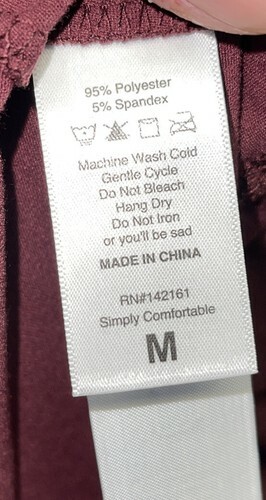 95% Polyester
5% Spandex
Machine Wash Cold
Gentle Cycle
Do Not Bleach
Hang Dry
Do Not Iron
or you'll be sad
MADE IN CHINA
RN#142161
Simply Comfortable
M